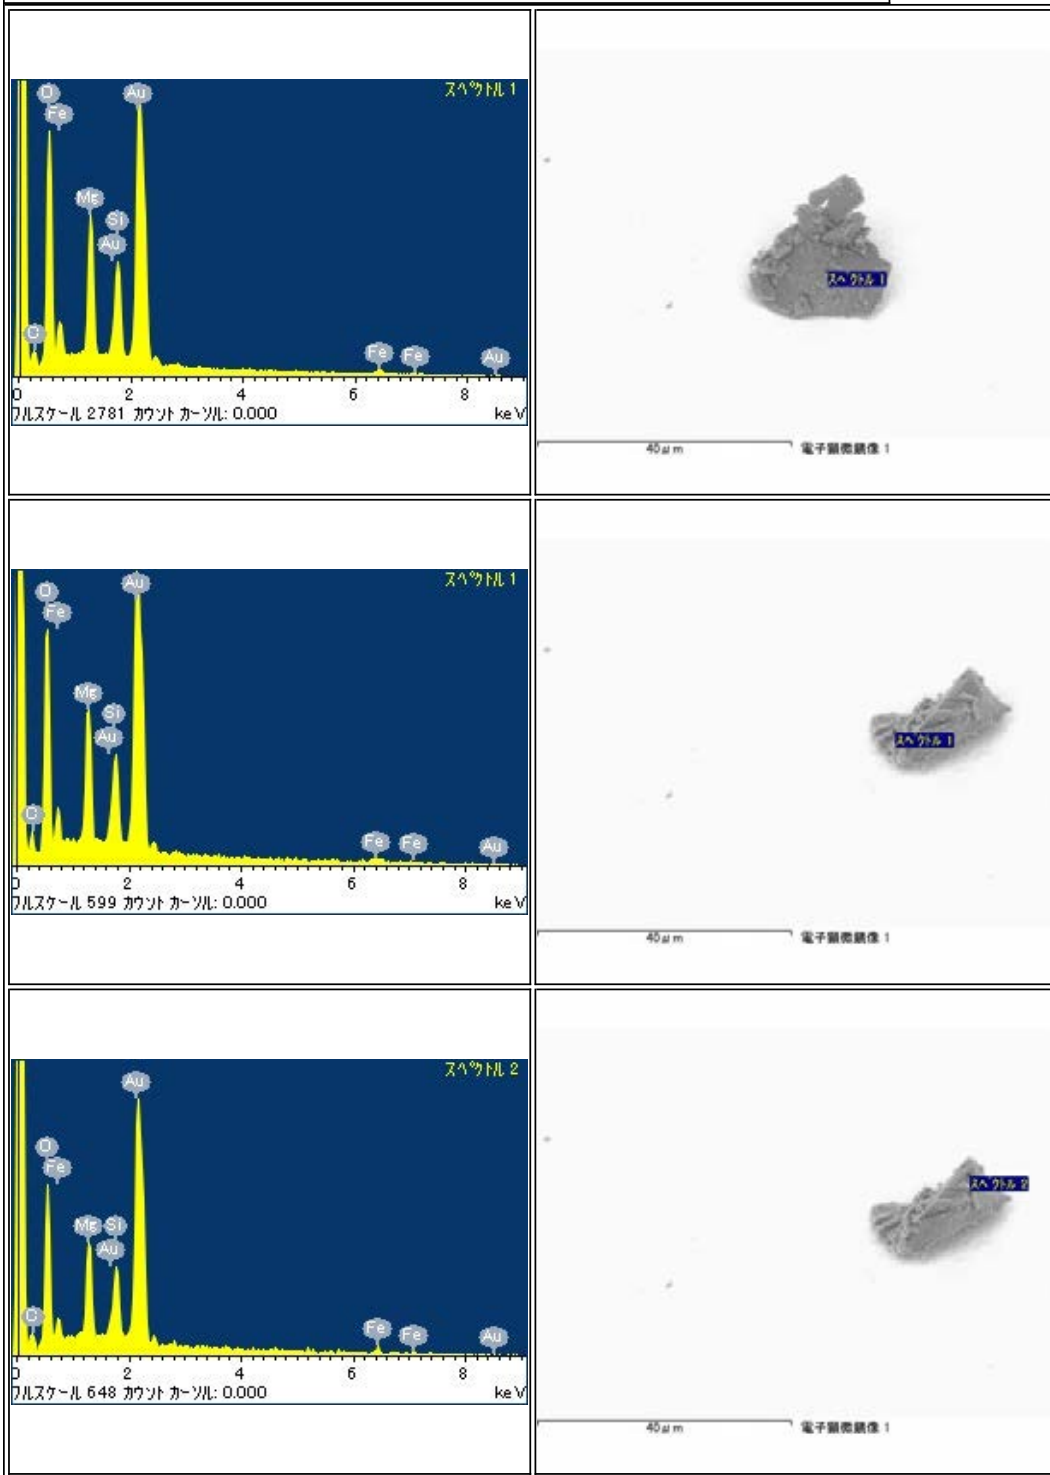 スペクトル 1
O
Fe
Au
Mg
Si
Au
C
Fe
Fe
Au
0 2 4 6 8
フルスケール 2781 カウント カーソル: 0.000 keV
スペクトル 1
40μm 電子顕微鏡像 1
スペクトル 1
O
Fe
Au
Mg
Si
Au
C
Fe
Fe
Au
0 2 4 6 8
フルスケール 599 カウント カーソル: 0.000 keV
スペクトル 1
40μm 電子顕微鏡像 1
スペクトル 2
Au
O
Fe
Mg
Si
Au
C
Fe
Fe
Au
0 2 4 6 8
フルスケール 648 カウント カーソル: 0.000 keV
スペクトル 2
40μm 電子顕微鏡像 1